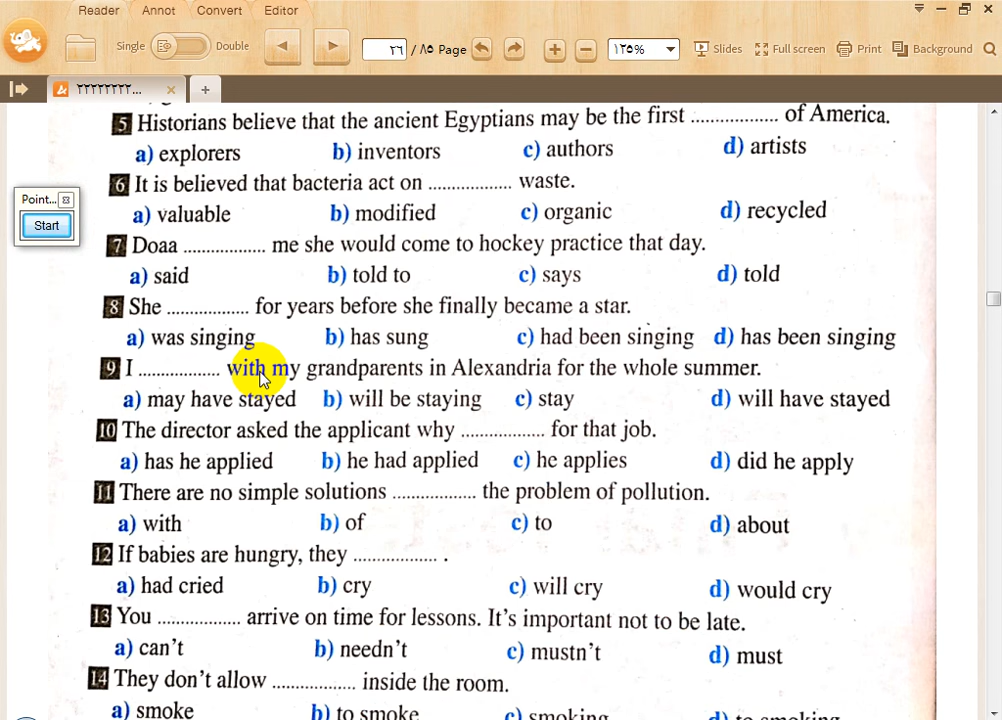 Reader Annot Convert Editor
Single Double ٢٦ / ٨٥ Page ١٢٥% Slides Full screen Print Background
٢٢٢٢٢٢٢٢...
5 Historians believe that the ancient Egyptians may be the first ................. of America.
a) explorers b) inventors c) authors d) artists
6 It is believed that bacteria act on ................. waste.
a) valuable b) modified c) organic d) recycled
Point...
Start
7 Doaa ................. me she would come to hockey practice that day.
a) said b) told to c) says d) told
8 She ................. for years before she finally became a star.
a) was singing b) has sung c) had been singing d) has been singing
9 I ................. with my grandparents in Alexandria for the whole summer.
a) may have stayed b) will be staying c) stay d) will have stayed
10 The director asked the applicant why ................. for that job.
a) has he applied b) he had applied c) he applies d) did he apply
11 There are no simple solutions ................. the problem of pollution.
a) with b) of c) to d) about
12 If babies are hungry, they ................. .
a) had cried b) cry c) will cry d) would cry
13 You ................. arrive on time for lessons. It's important not to be late.
a) can't b) needn't c) mustn't d) must
14 They don't allow ................. inside the room.
a) smoke b) to smoke c) smoking d) to smoking